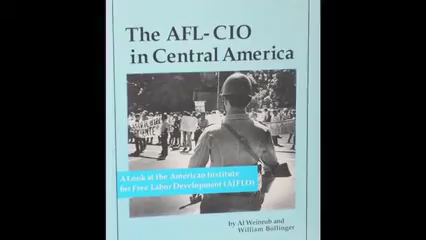 The AFL-CIO
in Central America
A Look at the American Institute
for Free Labor Development (AIFLD)
by Al Weinrub and
William Bollinger